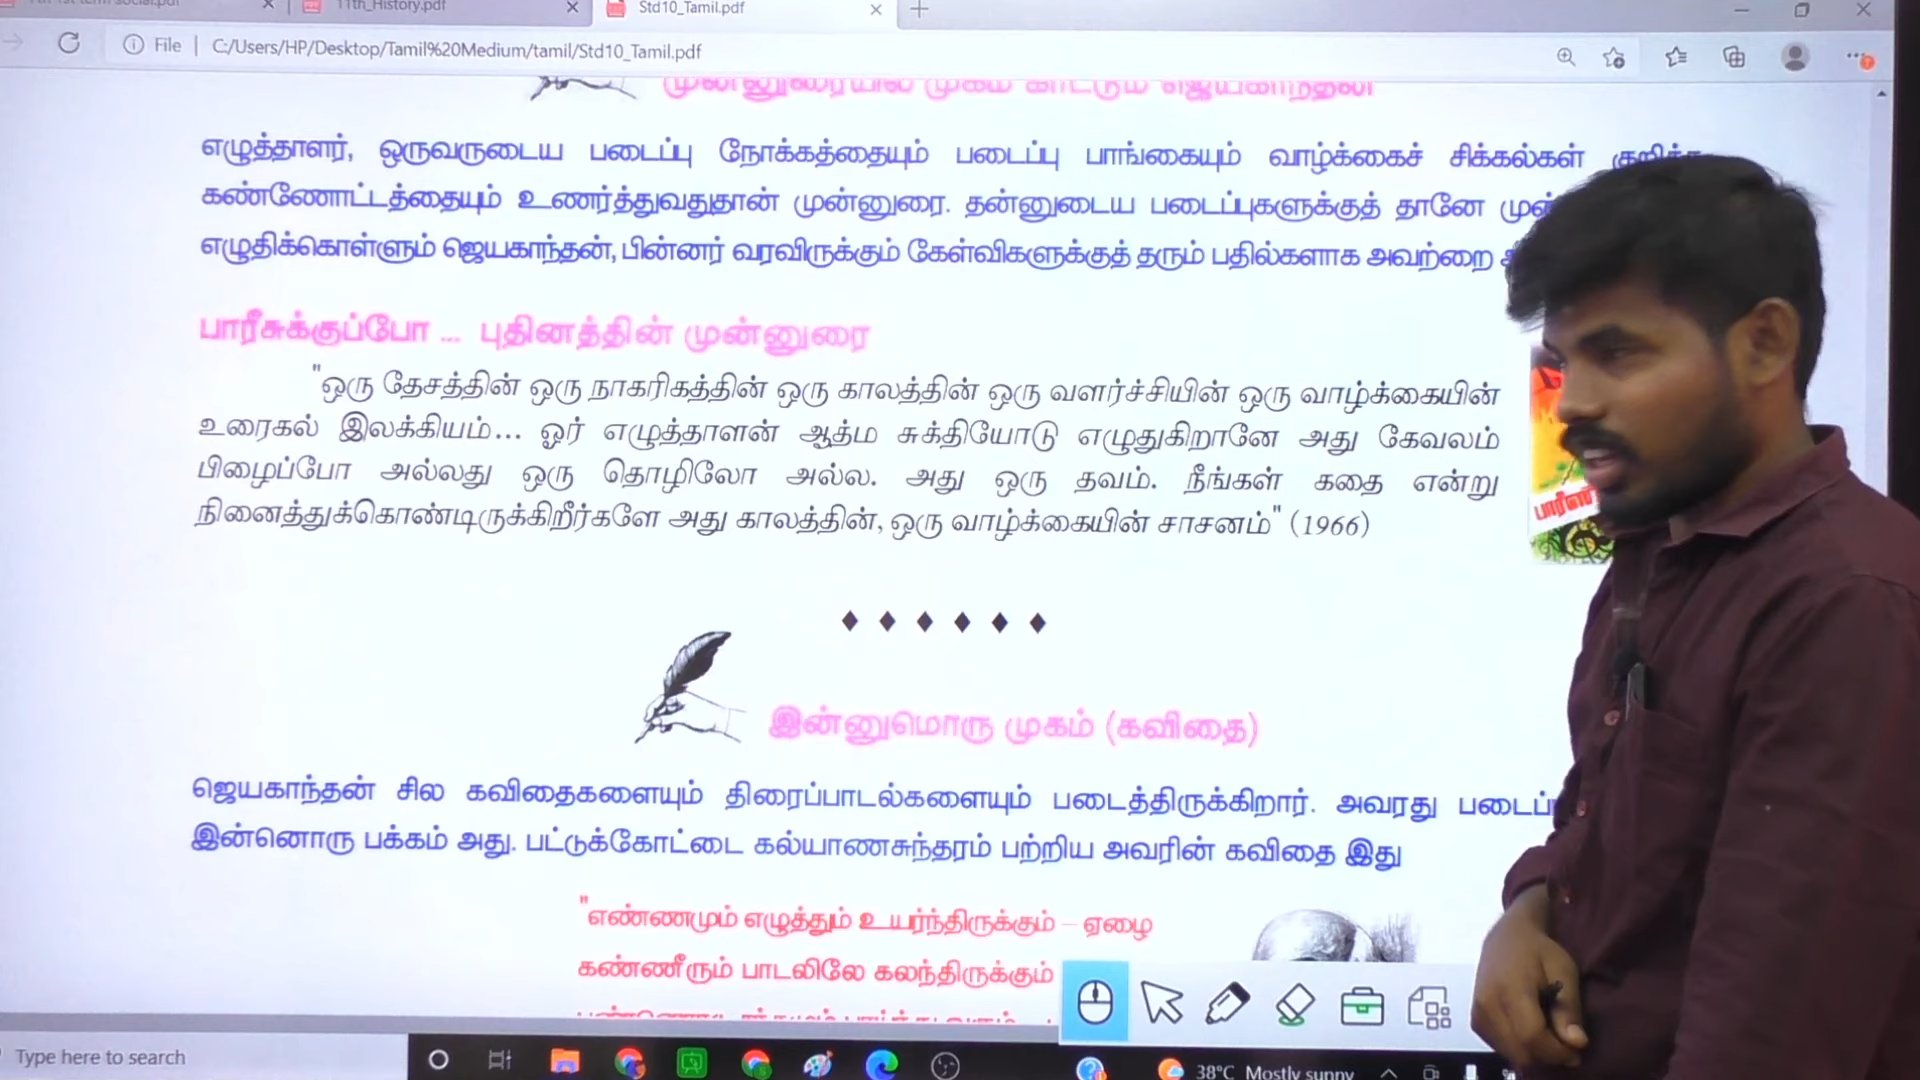 11th_History.pdf
Std10_Tamil.pdf
File
C:/Users/HP/Desktop/Tamil%20Medium/tamil/Std10_Tamil.pdf
முன்னுரையில் முகம் காட்டும் ஜெயகாந்தன்
எழுத்தாளர், ஒருவருடைய படைப்பு நோக்கத்தையும் படைப்பு பாங்கையும் வாழ்க்கைச் சிக்கல்கள்
கண்ணோட்டத்தையும் உணர்த்துவதுதான் முன்னுரை. தன்னுடைய படைப்புகளுக்குத் தானே
எழுதிக்கொள்ளும் ஜெயகாந்தன், பின்னர் வரவிருக்கும் கேள்விகளுக்குத் தரும் பதில்களாக அவற்றை
பாரீசுக்குப்போ ... புதினத்தின் முன்னுரை
"ஒரு தேசத்தின் ஒரு நாகரிகத்தின் ஒரு காலத்தின் ஒரு வளர்ச்சியின் ஒரு வாழ்க்கையின்
உரைகல் இலக்கியம்... ஓர் எழுத்தாளன் ஆத்ம சுக்தியோடு எழுதுகிறானே அது கேவலம்
பிழைப்போ அல்லது ஒரு தொழிலோ அல்ல. அது ஒரு தவம். நீங்கள் கதை என்று
நினைத்துக்கொண்டிருக்கிறீர்களே அது காலத்தின், ஒரு வாழ்க்கையின் சாசனம்" (1966)
இன்னுமொரு முகம் (கவிதை)
ஜெயகாந்தன் சில கவிதைகளையும் திரைப்பாடல்களையும் படைத்திருக்கிறார். அவரது
இன்னொரு பக்கம் அது. பட்டுக்கோட்டை கல்யாணசுந்தரம் பற்றிய அவரின் கவிதை இது
"எண்ணமும் எழுத்தும் உயர்ந்திருக்கும் – ஏழை
கண்ணீரும் பாடலிலே கலந்திருக்கும்
Type here to search
38°C Mostly sunny